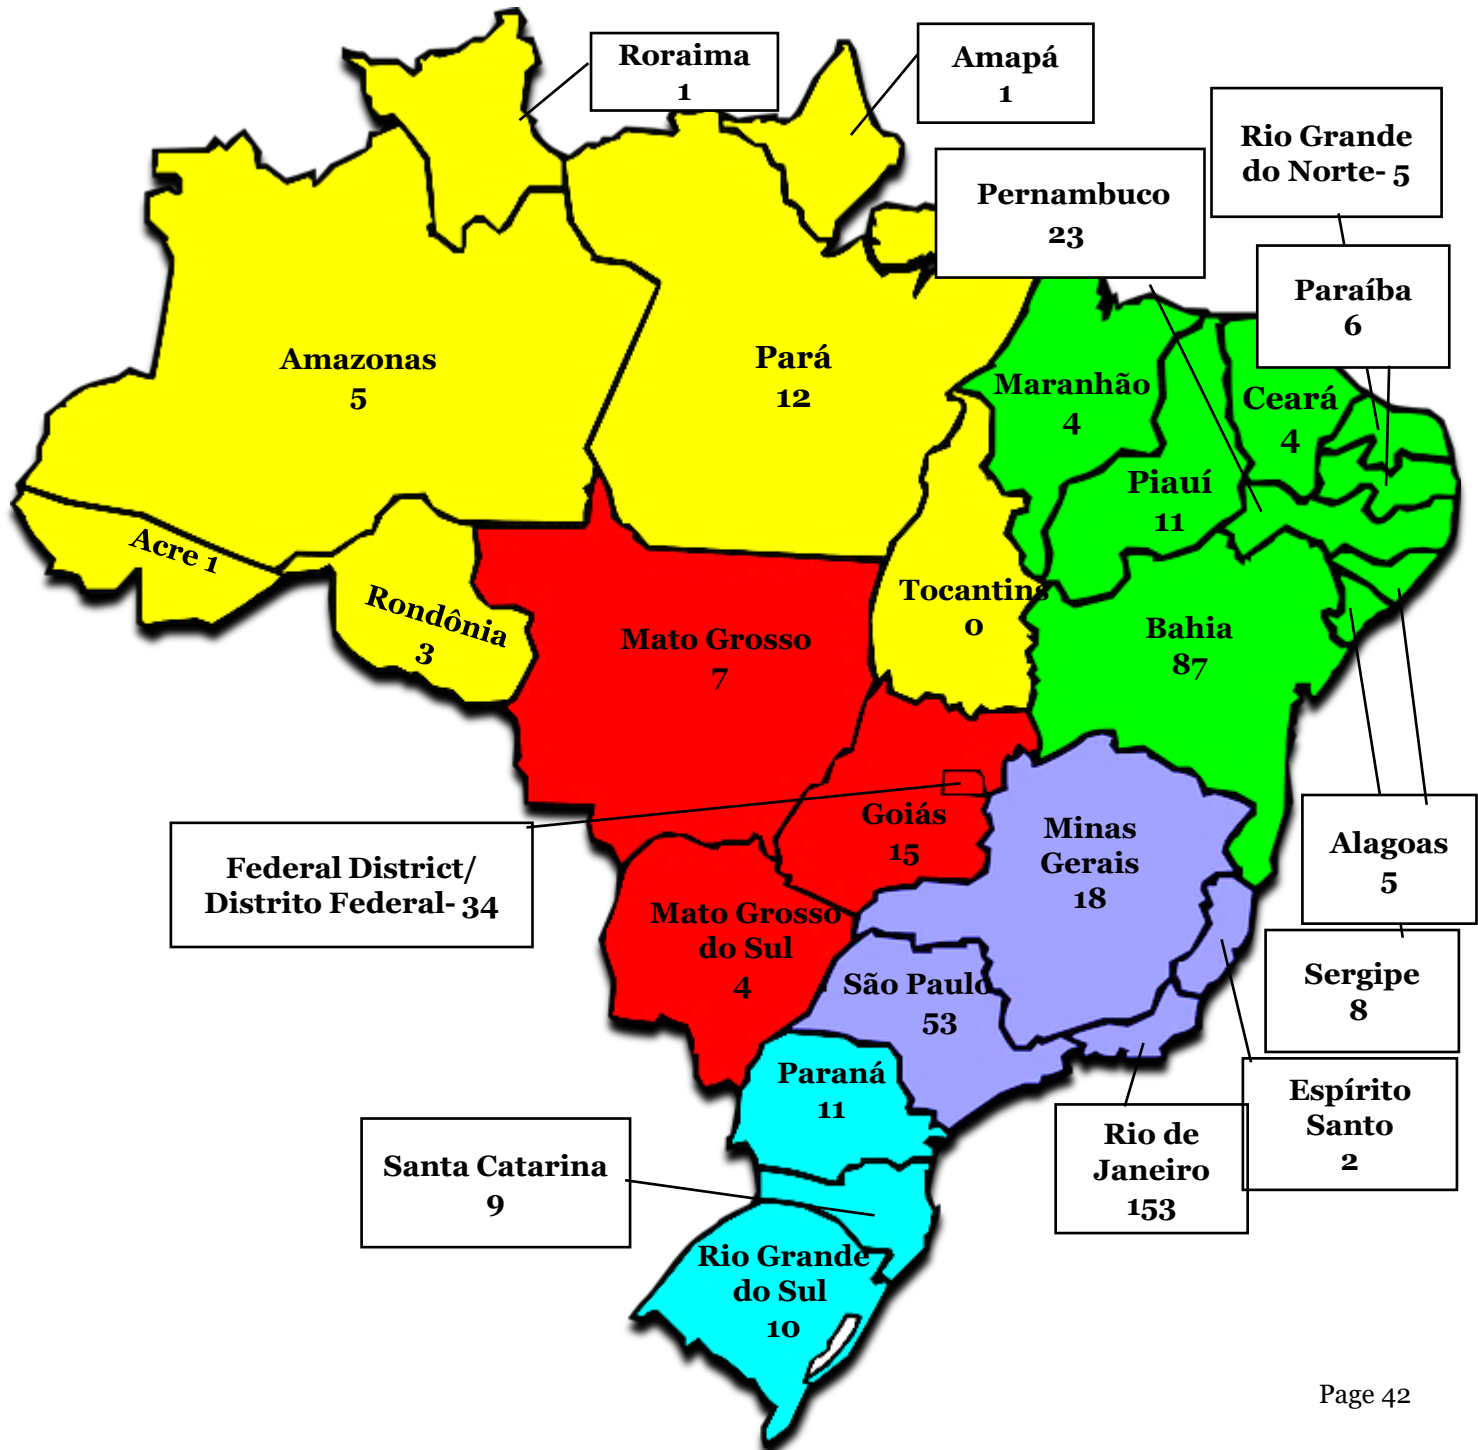 Roraima
1
Amapá
1
Rio Grande
do Norte- 5
Pernambuco
23
Paraíba
6
Amazonas
5
Pará
12
Maranhão
4
Ceará
4
Piauí
11
Acre 1
Rondônia
3
Tocantins
0
Mato Grosso
7
Bahia
87
Federal District/
Distrito Federal- 34
Goiás
15
Minas
Gerais
18
Alagoas
5
Mato Grosso
do Sul
4
São Paulo
53
Sergipe
8
Paraná
11
Espírito
Santo
2
Rio de
Janeiro
153
Santa Catarina
9
Rio Grande
do Sul
10
Page 42